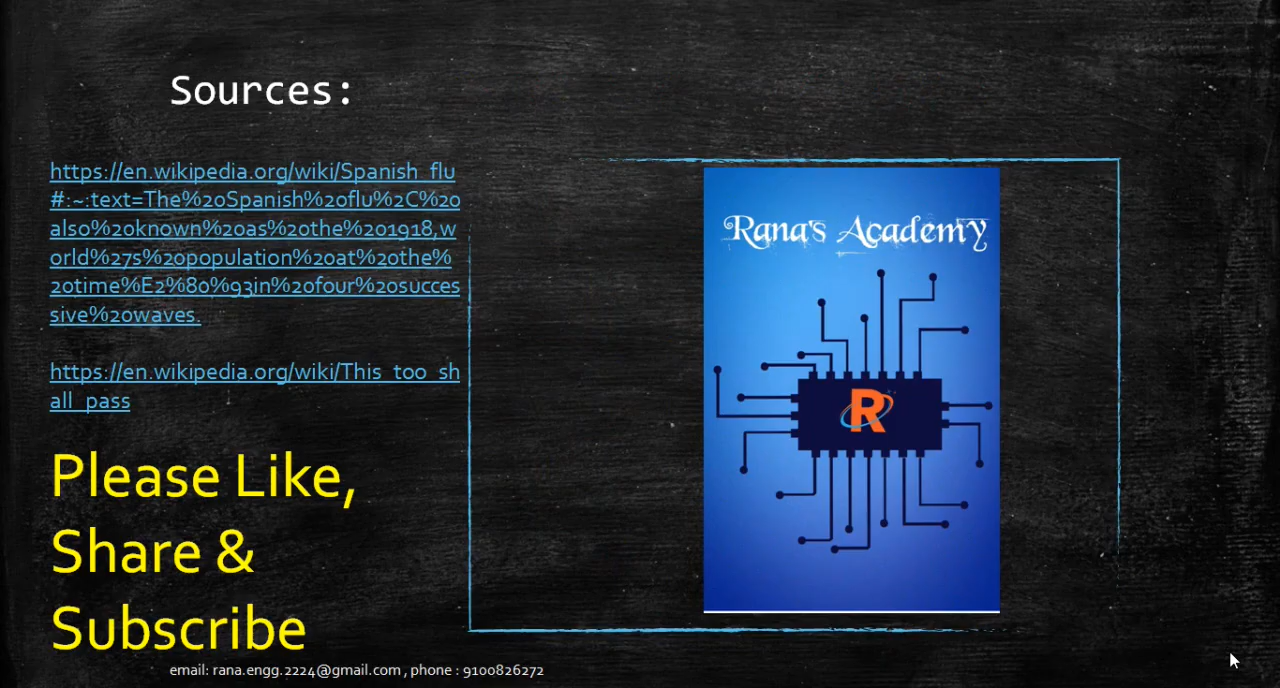 Sources:
https://en.wikipedia.org/wiki/Spanish_flu
#:~:text=The%20Spanish%20flu%2C%20
also%20known%20as%20the%201918,w
orld%27s%20population%20at%20the%
20time%E2%80%93in%20four%20succes
sive%20waves.
https://en.wikipedia.org/wiki/This_too_sh
all_pass
Please Like,
Share &
Subscribe
email: rana.engg.2224@gmail.com , phone : 9100826272
Rana's Academy
R